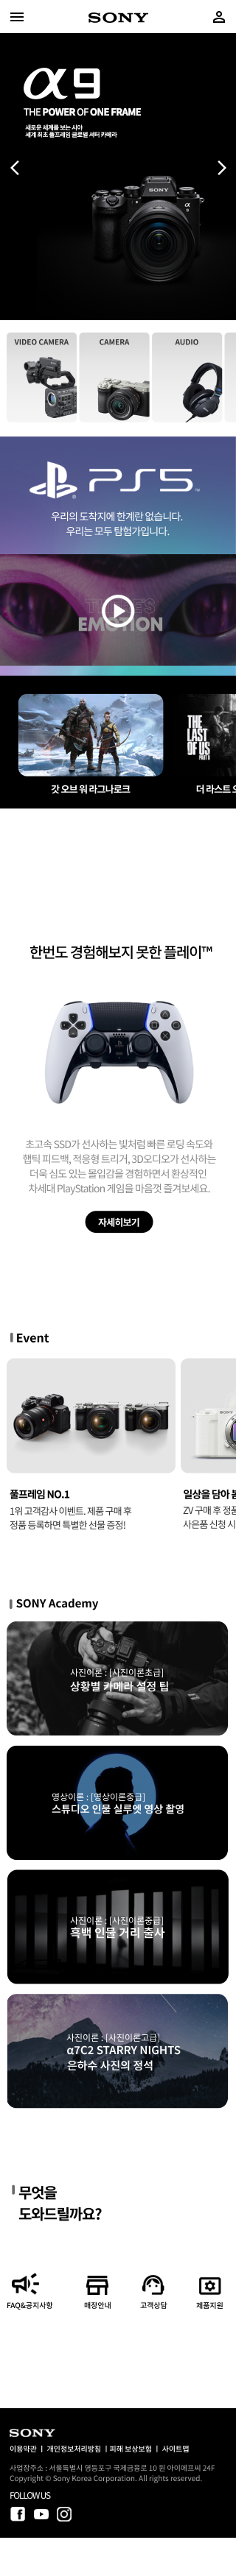 SONY
α9
THE POWER OF ONE FRAME
새로운 세계를 보는 시야
세계 최초 풀프레임 글로벌 셔터 카메라
SONY
VIDEO CAMERA
CAMERA
AUDIO
PS5
우리의 도착지에 한계란 없습니다.
우리는 모두 탐험가입니다.
EMOTION
THE LAST
OF US
PART II
갓 오브 워 라그나로크
더 라스트
한번도 경험해보지 못한 플레이™
초고속 SSD가 선사하는 빛처럼 빠른 로딩 속도와
햅틱 피드백, 적응형 트리거, 3D오디오가 선사하는
더욱 심도 있는 몰입감을 경험하면서 환상적인
차세대 PlayStation 게임을 마음껏 즐겨보세요.
자세히보기
Event
풀프레임 NO.1
1위 고객감사 이벤트. 제품 구매 후
정품 등록하면 특별한 선물 증정!
일상을 담아
ZV 구매 후 정품
사은품 신청 시
SONY Academy
사진이론 : [사진이론초급]
상황별 카메라 설정 팁
영상이론 : [영상이론중급]
스튜디오 인물 실루엣 영상 촬영
사진이론 : [사진이론중급]
흑백 인물 거리 출사
사진이론 : [사진이론고급]
α7C2 STARRY NIGHTS
은하수 사진의 정석
무엇을
도와드릴까요?
FAQ&공지사항
매장안내
고객상담
제품지원
SONY
이용약관 | 개인정보처리방침 | 피해 보상보험 | 사이트맵
사업장주소 : 서울특별시 영등포구 국제금융로 10 원 아이에프씨 24F
Copyright © Sony Korea Corporation. All rights reserved.
FOLLOW US